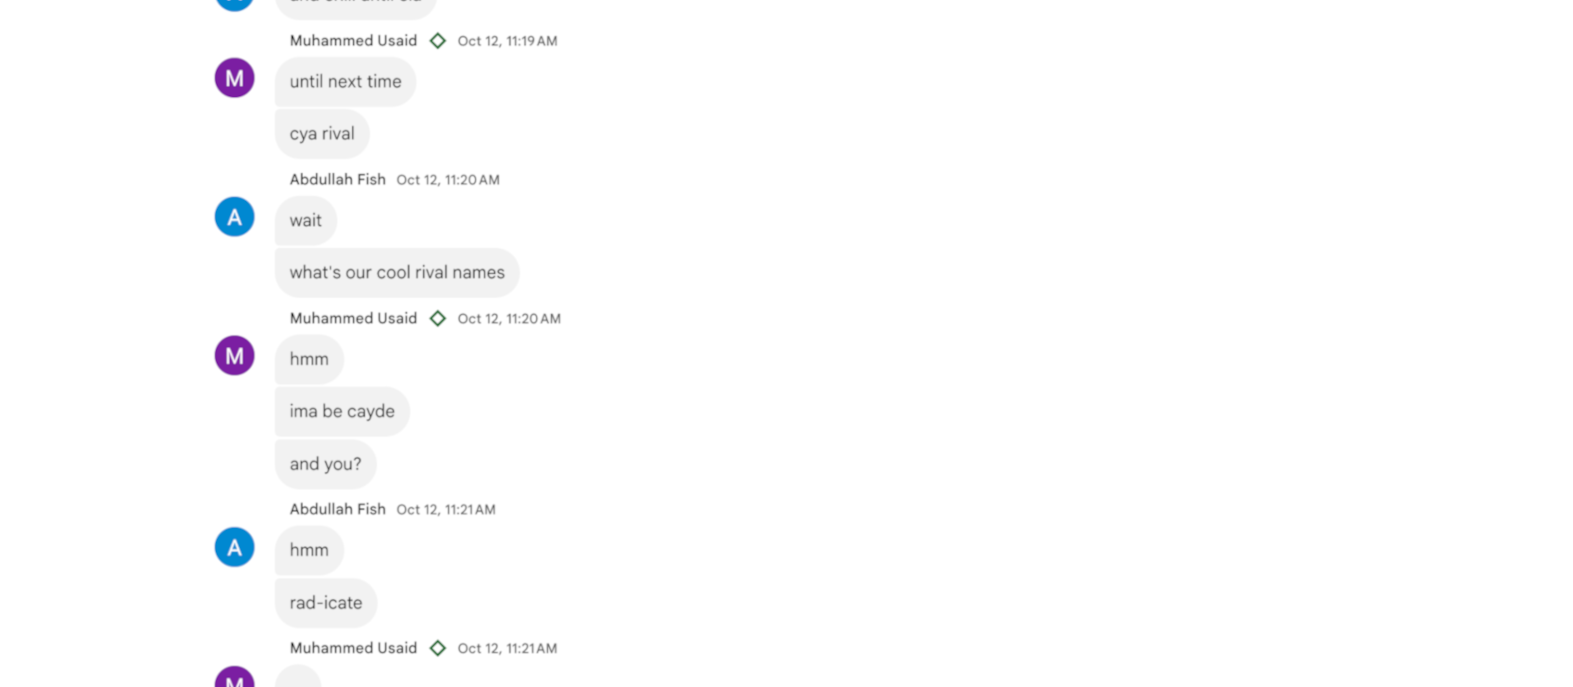 Muhammed Usaid Oct 12, 11:19 AM
M
until next time
cya rival
Abdullah Fish Oct 12, 11:20 AM
A
wait
what's our cool rival names
Muhammed Usaid Oct 12, 11:20 AM
M
hmm
ima be cayde
and you?
Abdullah Fish Oct 12, 11:21 AM
A
hmm
rad-icate
Muhammed Usaid Oct 12, 11:21 AM
M